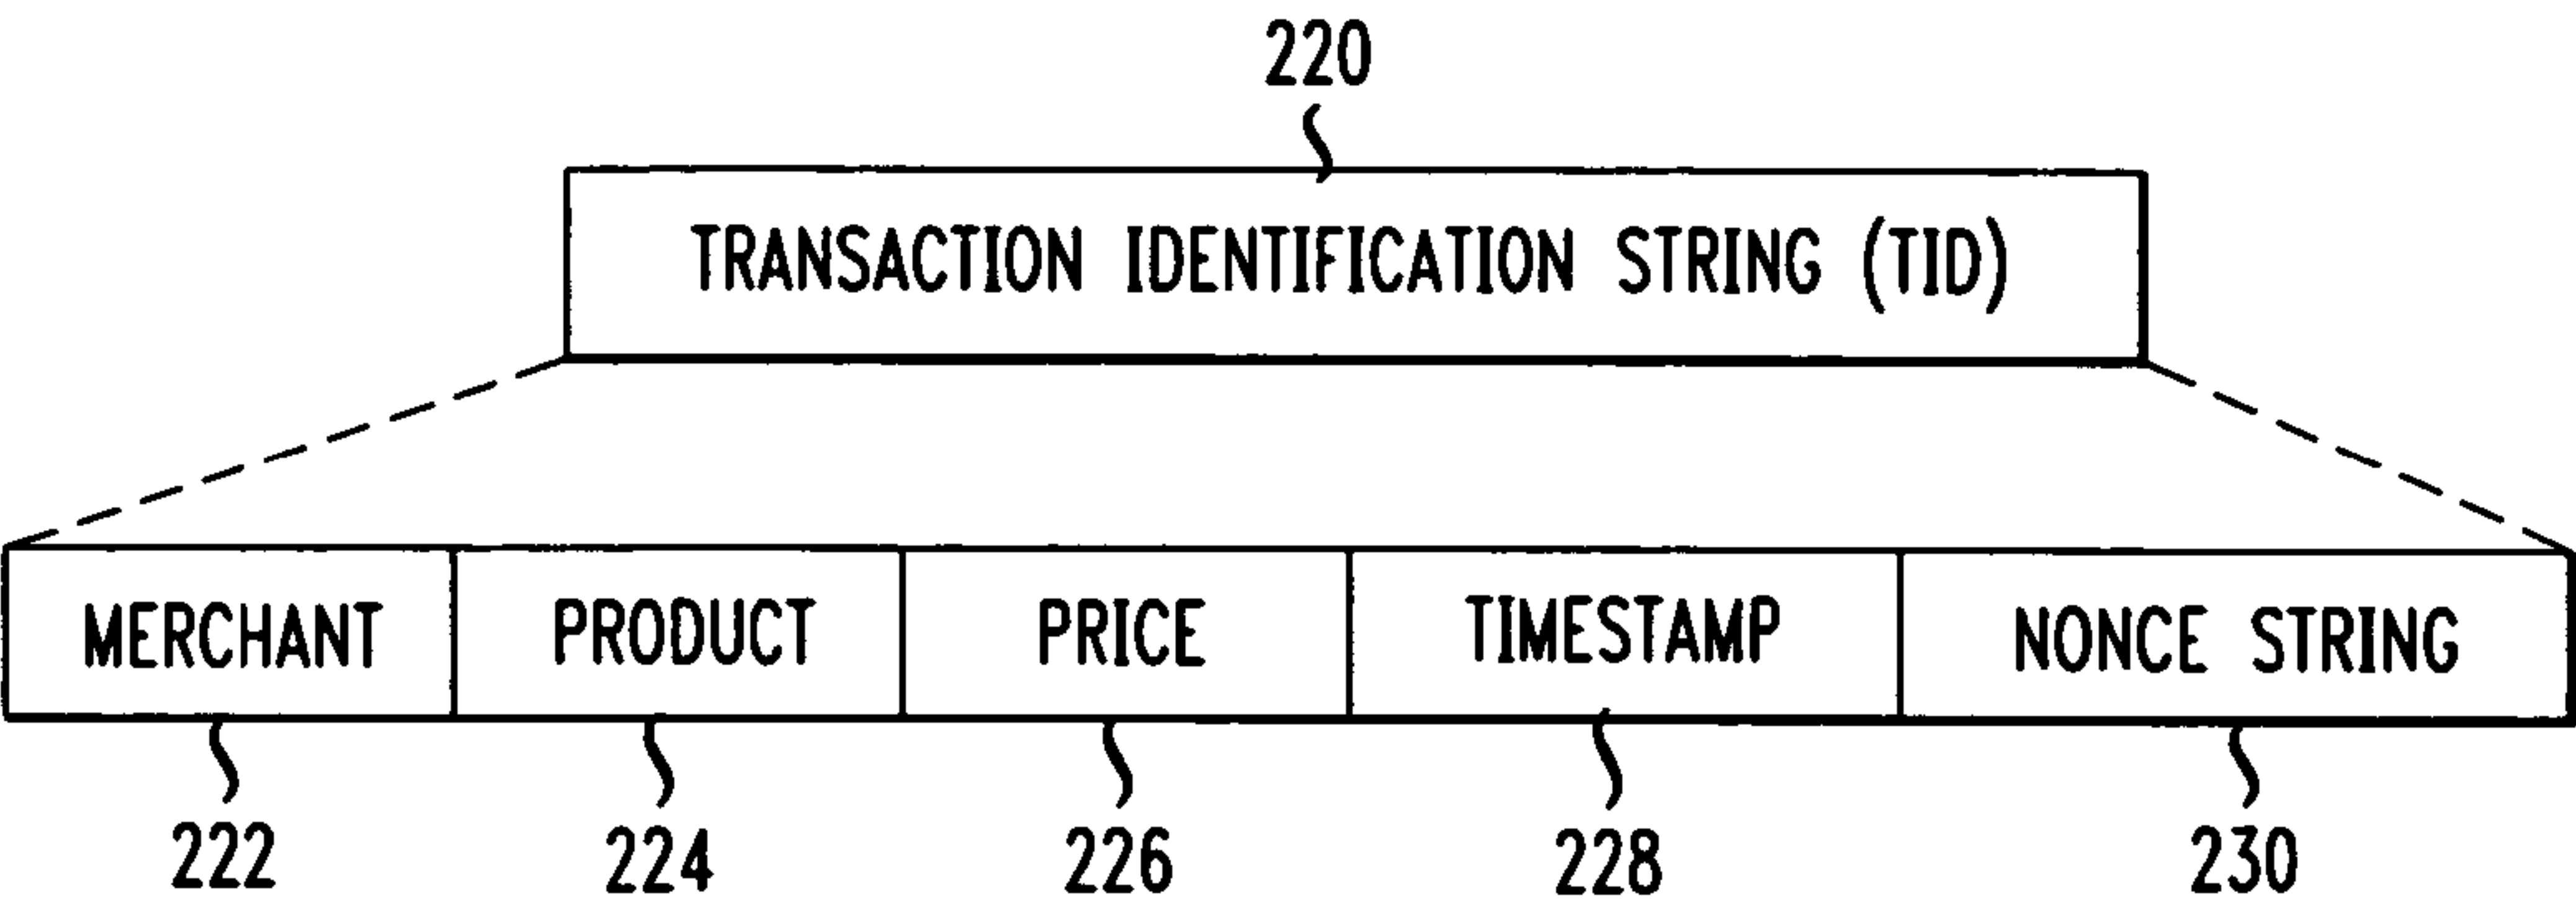 220
TRANSACTION IDENTIFICATION STRING (TID)
MERCHANT PRODUCT PRICE TIMESTAMP NONCE STRING
222 224 226 228 230